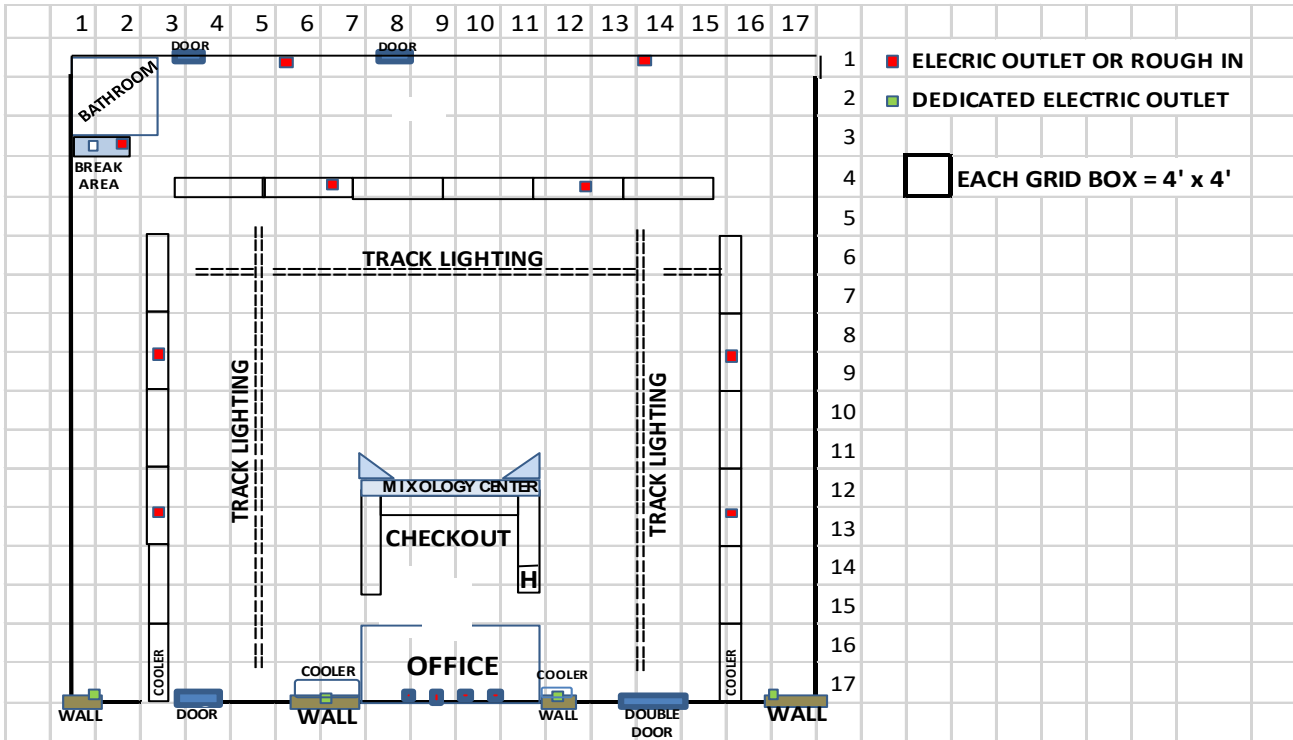 1 2 3 4 5 6 7 8 9 10 11 12 13 14 15 16 17
DOOR
DOOR
1
ELECRIC OUTLET OR ROUGH IN
BATHROOM
2
DEDICATED ELECTRIC OUTLET
3
BREAK
AREA
4
EACH GRID BOX = 4' x 4'
5
TRACK LIGHTING
6
7
8
9
TRACK LIGHTING
TRACK LIGHTING
10
11
MIXOLOGY CENTER
12
CHECKOUT
13
H
14
15
COOLER
COOLER
OFFICE
COOLER
COOLER
16
17
WALL
DOOR
WALL
WALL
DOUBLE
DOOR
WALL